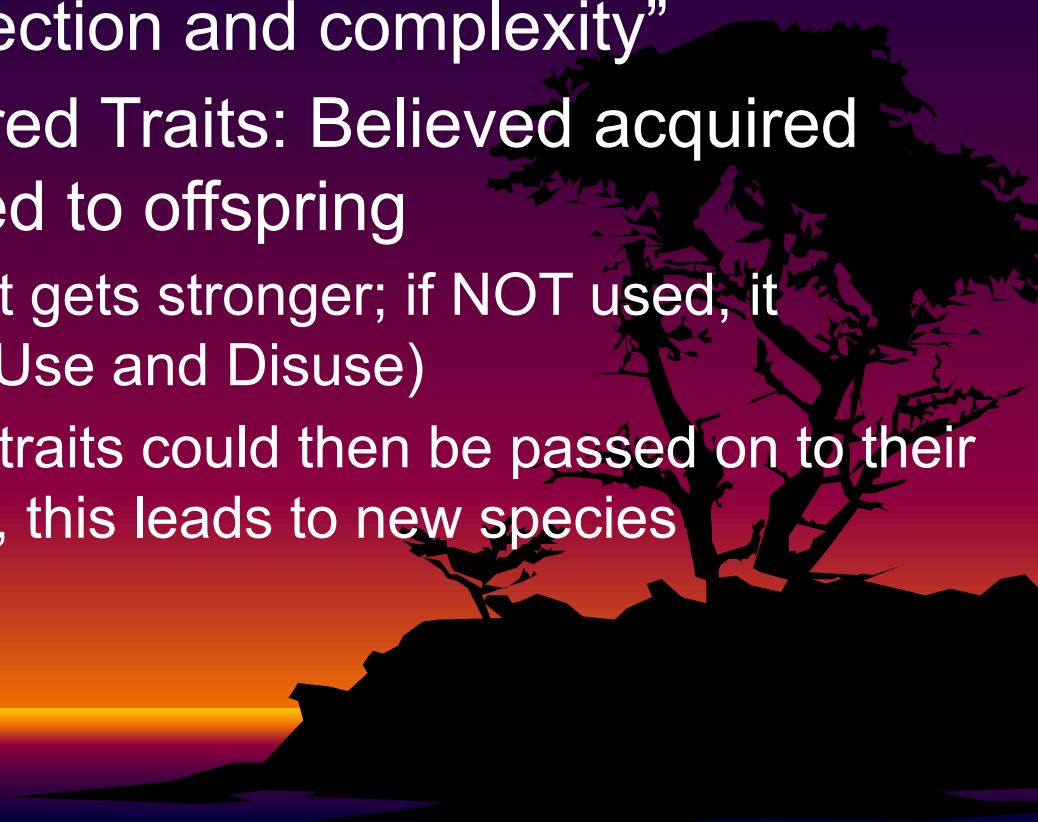 ection and complexity”
red Traits: Believed acquired
ed to offspring
t gets stronger; if NOT used, it
Use and Disuse)
traits could then be passed on to their
, this leads to new species